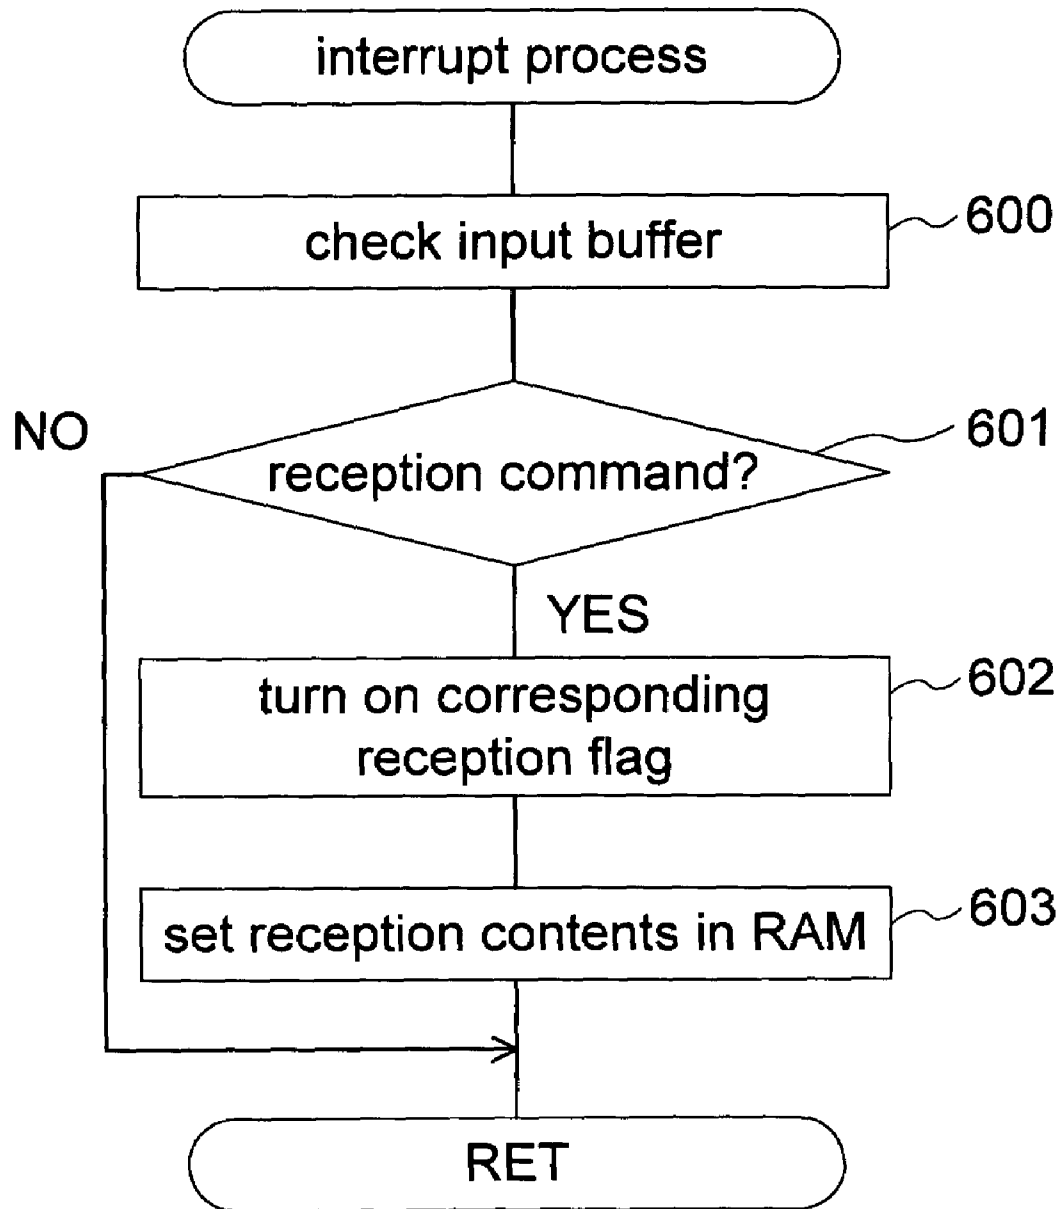 interrupt process
check input buffer
600
NO
reception command?
601
YES
turn on corresponding
reception flag
602
set reception contents in RAM
603
RET